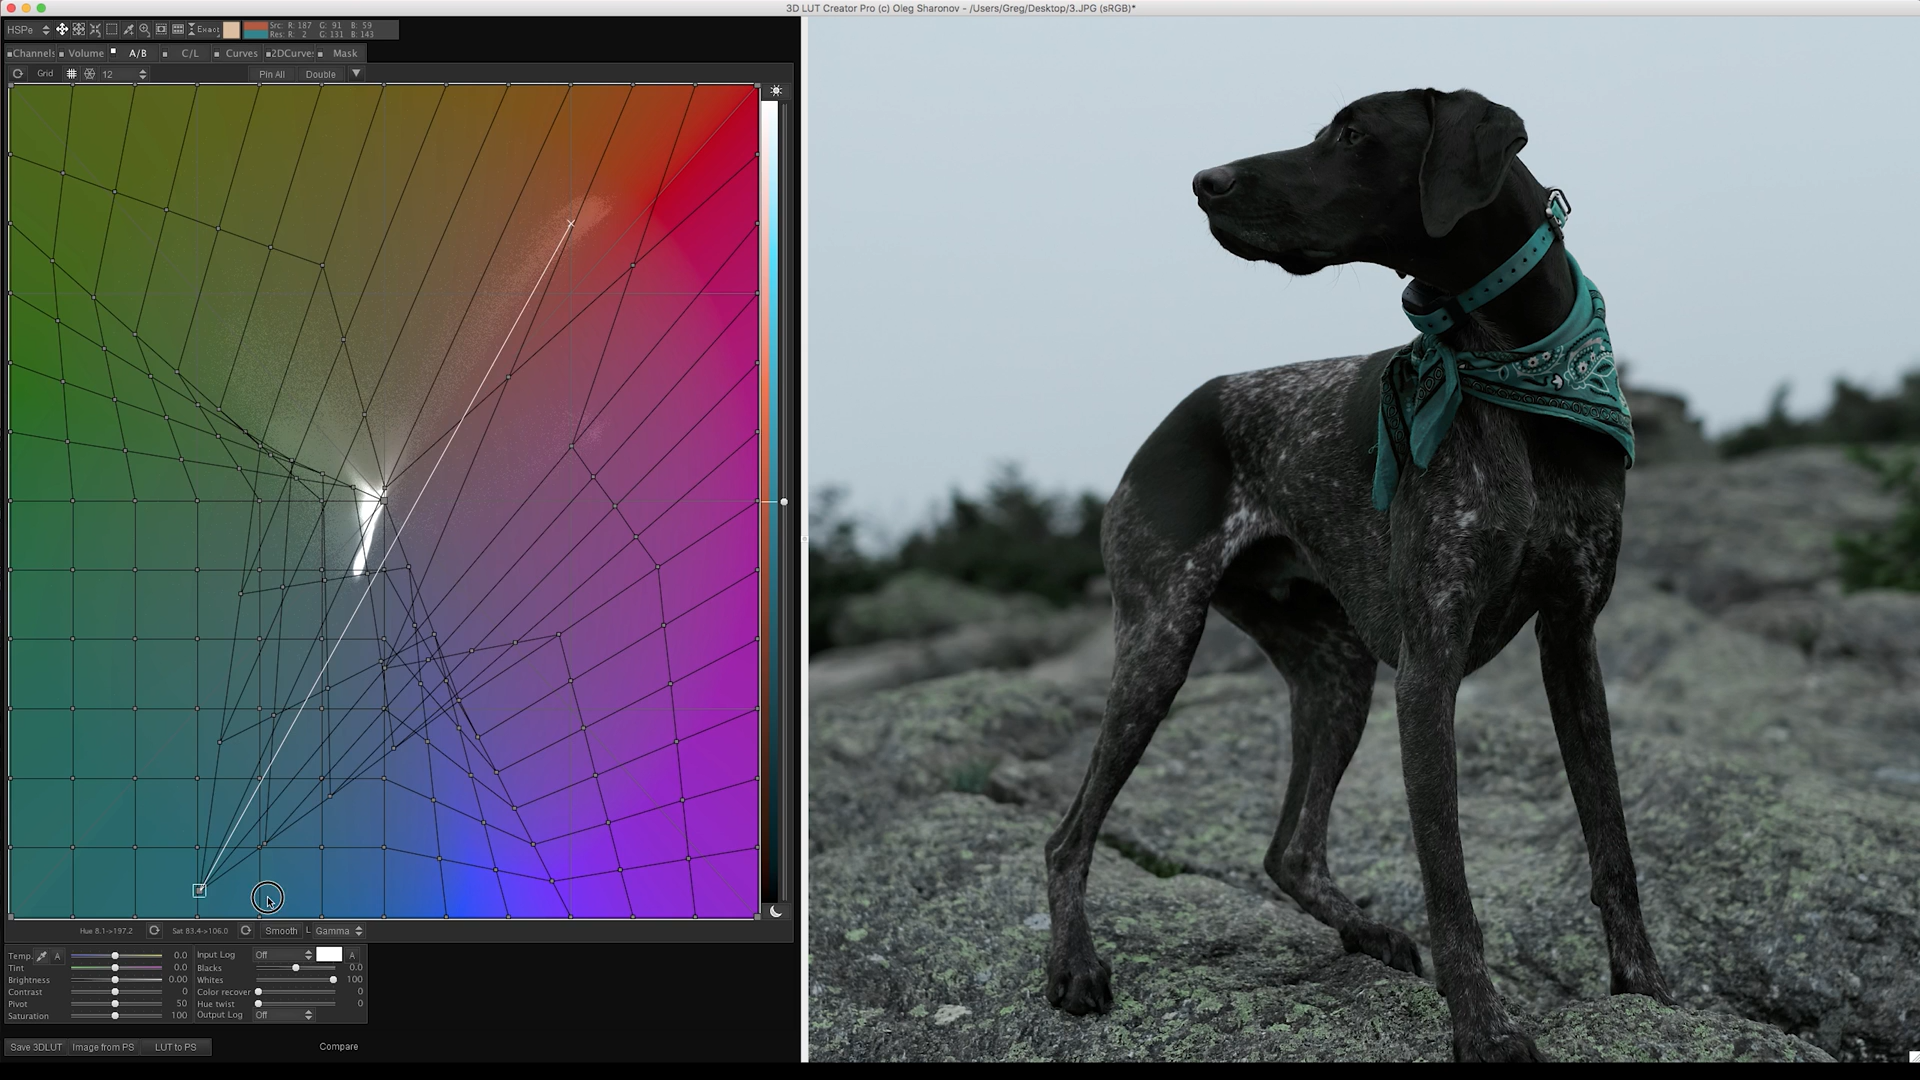 3D LUT Creator Pro (c) Oleg Sharonov - /Users/Greg/Desktop/3.JPG (sRGB)*
HSPe Exact Src: R: 187 G: 91 B: 59
Res: R: 2 G: 131 B: 143
Channels Volume A/B C/L Curves 2DCurve Mask
Grid 12 Pin All Double
Hue 8.1->197.2 Sat 83.4->106.0 Smooth L Gamma
Temp. A 0.0 Input Log Off A
Tint 0.0 Blacks 0.0
Brightness 0.00 Whites 100
Contrast 0 Color recover 0
Pivot 50 Hue twist 0
Saturation 100 Output Log Off
Save 3DLUT Image from PS LUT to PS Compare